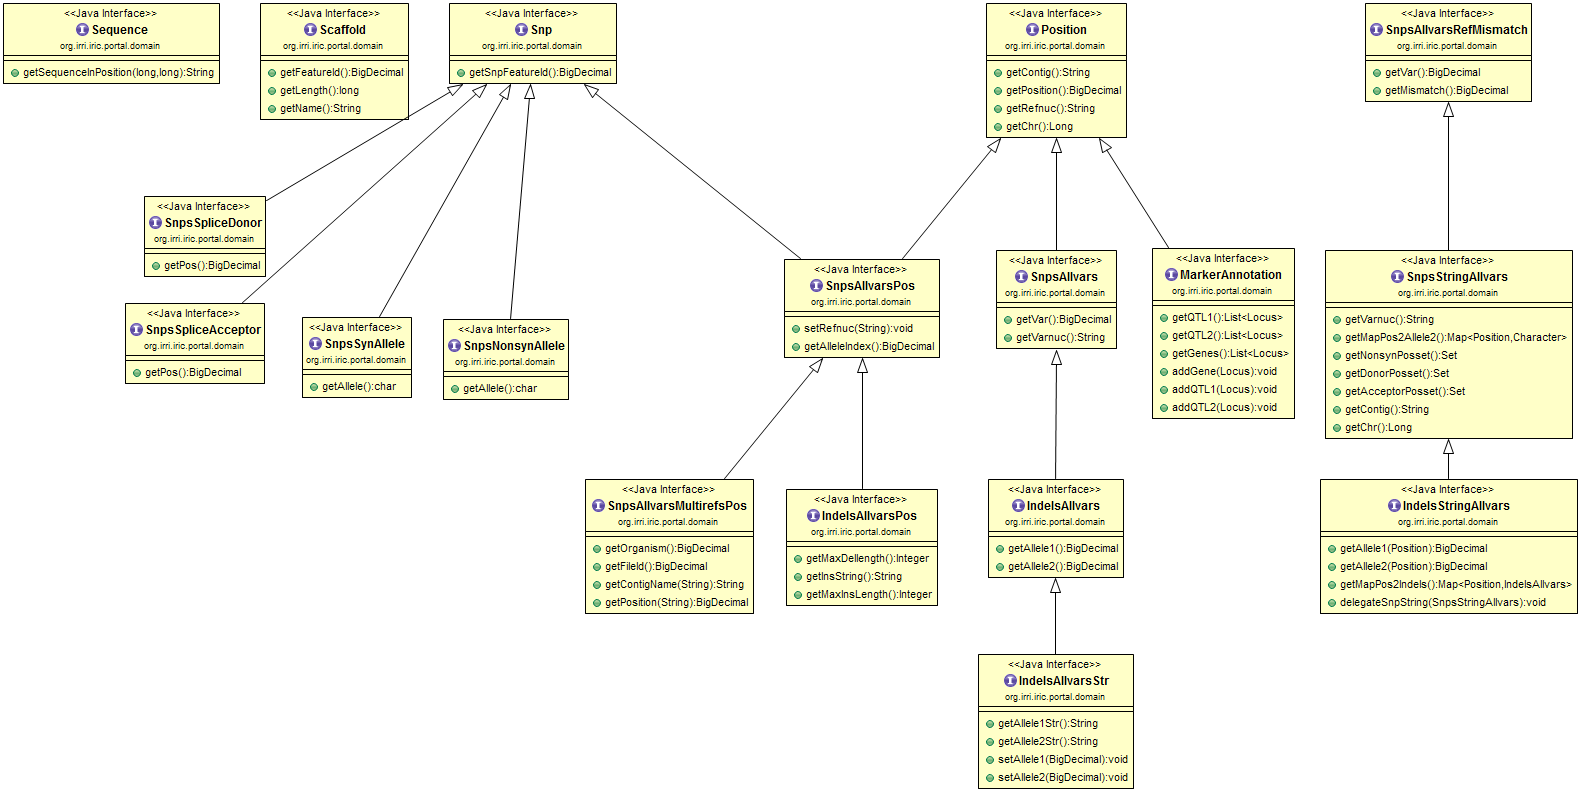 <<Java Interface>>
Sequence
org.irri.iric.portal.domain
getSequenceInPosition(long,long):String
<<Java Interface>>
Scaffold
org.irri.iric.portal.domain
getFeatureId():BigDecimal
getLength():long
getName():String
<<Java Interface>>
Snp
org.irri.iric.portal.domain
getSnpFeatureId():BigDecimal
<<Java Interface>>
Position
org.irri.iric.portal.domain
getContig():String
getPosition():BigDecimal
getRefnuc():String
getChr():Long
<<Java Interface>>
SnpsAllvarsRefMismatch
org.irri.iric.portal.domain
getVar():BigDecimal
getMismatch():BigDecimal
<<Java Interface>>
SnpsSpliceDonor
org.irri.iric.portal.domain
getPos():BigDecimal
<<Java Interface>>
SnpsSpliceAcceptor
org.irri.iric.portal.domain
getPos():BigDecimal
<<Java Interface>>
SnpsSynAllele
org.irri.iric.portal.domain
getAllele():char
<<Java Interface>>
SnpsNonsynAllele
org.irri.iric.portal.domain
getAllele():char
<<Java Interface>>
SnpsAllvarsPos
org.irri.iric.portal.domain
setRefnuc(String):void
getAlleleIndex():BigDecimal
<<Java Interface>>
SnpsAllvars
org.irri.iric.portal.domain
getVar():BigDecimal
getVarnuc():String
<<Java Interface>>
MarkerAnnotation
org.irri.iric.portal.domain
getQTL1():List<Locus>
getQTL2():List<Locus>
getGenes():List<Locus>
addGene(Locus):void
addQTL1(Locus):void
addQTL2(Locus):void
<<Java Interface>>
SnpsStringAllvars
org.irri.iric.portal.domain
getVarnuc():String
getMapPos2Allele2():Map<Position,Character>
getNonsynPosset():Set
getDonorPosset():Set
getAcceptorPosset():Set
getContig():String
getChr():Long
<<Java Interface>>
SnpsAllvarsMultirefsPos
org.irri.iric.portal.domain
getOrganism():BigDecimal
getFileId():BigDecimal
getContigName(String):String
getPosition(String):BigDecimal
<<Java Interface>>
IndelsAllvarsPos
org.irri.iric.portal.domain
getMaxDellength():Integer
getInsString():String
getMaxInsLength():Integer
<<Java Interface>>
IndelsAllvars
org.irri.iric.portal.domain
getAllele1():BigDecimal
getAllele2():BigDecimal
<<Java Interface>>
IndelsStringAllvars
org.irri.iric.portal.domain
getAllele1(Position):BigDecimal
getAllele2(Position):BigDecimal
getMapPos2Indels():Map<Position,IndelsAllvars>
delegateSnpString(SnpsStringAllvars):void
<<Java Interface>>
IndelsAllvarsStr
org.irri.iric.portal.domain
getAllele1Str():String
getAllele2Str():String
setAllele1(BigDecimal):void
setAllele2(BigDecimal):void